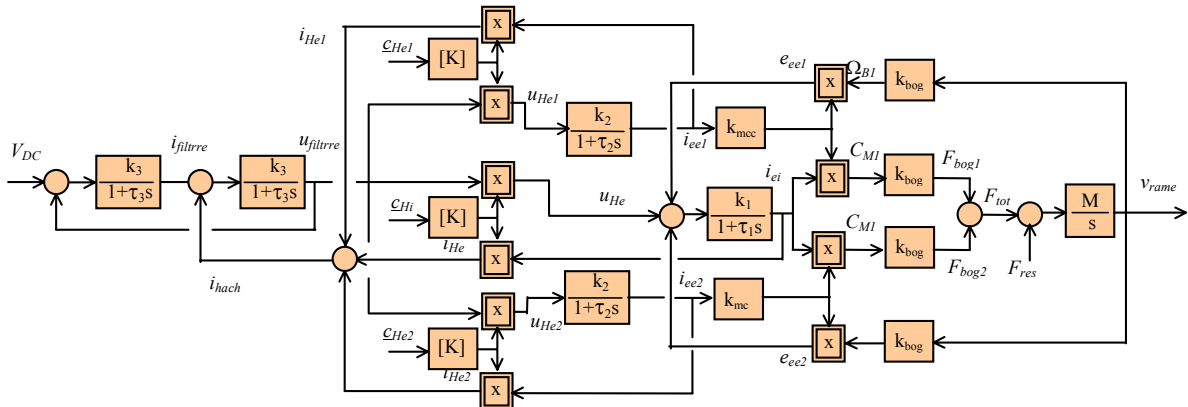 x
i_He1
c_He1
[K]
e_ee1
Ω_B1
x
k_bog
x
u_He1
k_2
1+τ_2s
i_ee1
k_mcc
V_DC
i_filtrre
u_filtrre
k_3
1+τ_3s
k_3
1+τ_3s
C_M1
F_bog1
i_ei
x
k_bog
v_rame
x
u_He
k_1
1+τ_1s
F_tot
M
s
c_Hi
[K]
C_M1
i_He
x
x
k_bog
F_bog2
F_res
i_hach
x
u_He2
k_2
1+τ_2s
i_ee2
k_mc
c_He2
[K]
x
k_bog
i_He2
e_ee2
x